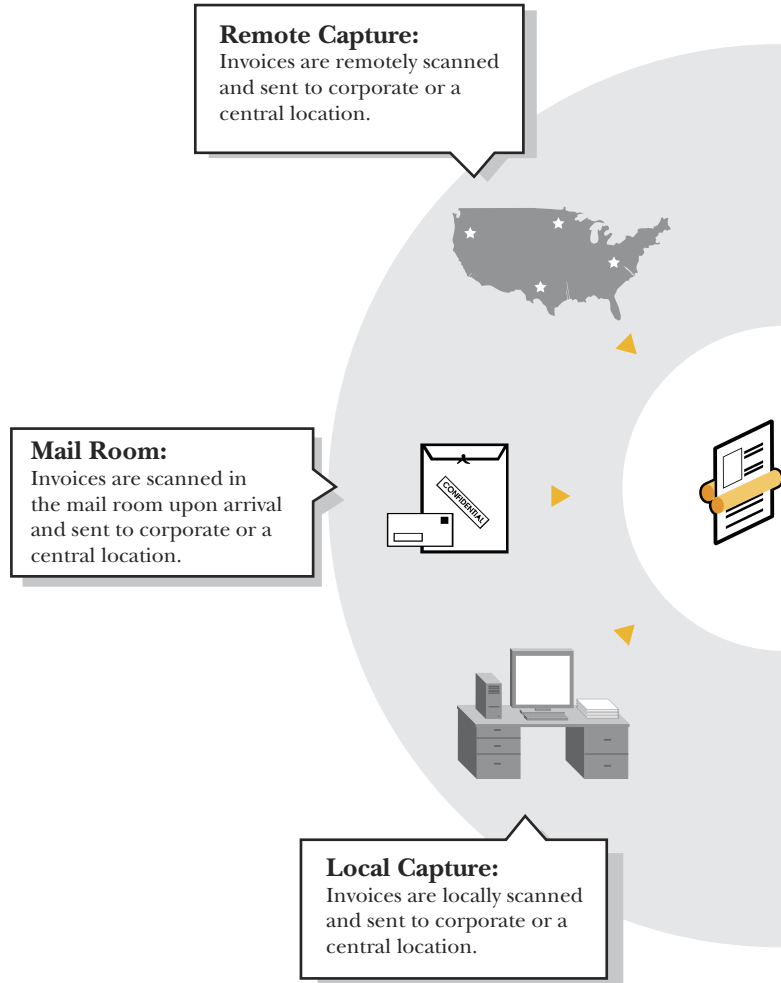 Remote Capture:
Invoices are remotely scanned
and sent to corporate or a
central location.
Mail Room:
Invoices are scanned in
the mail room upon arrival
and sent to corporate or a
central location.
CONFIDENTIAL
Local Capture:
Invoices are locally scanned
and sent to corporate or a
central location.